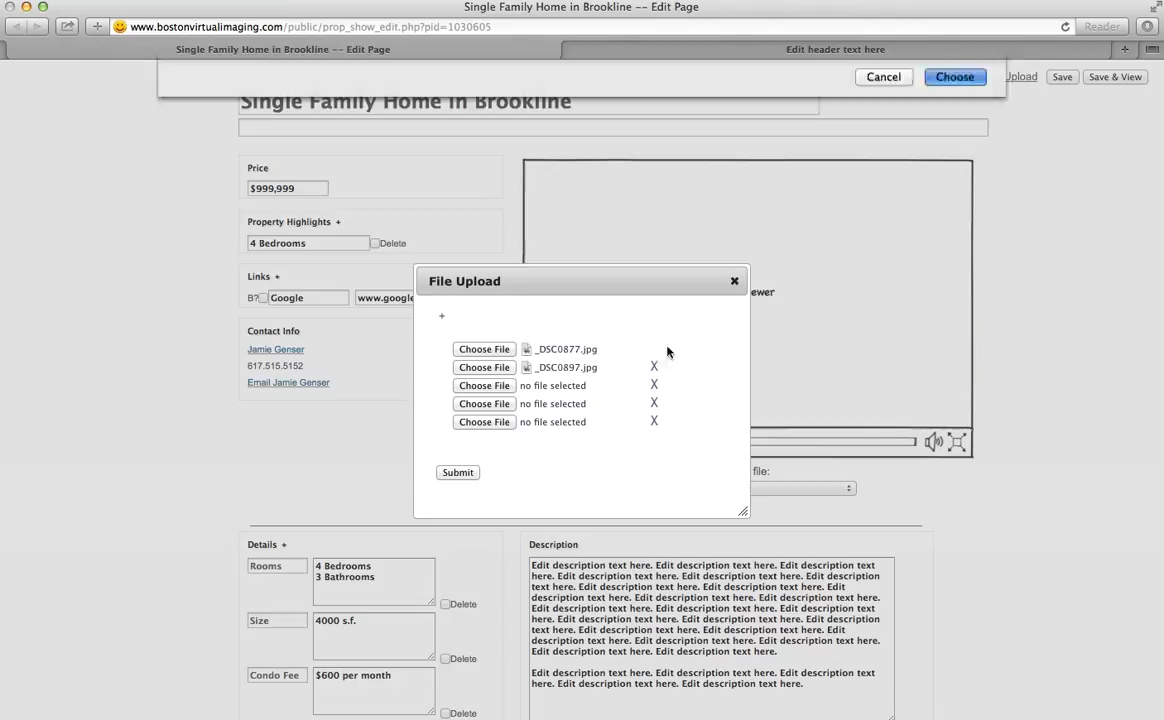 Single Family Home in Brookline -- Edit Page
www.bostonvirtualimaging.com/public/prop_show_edit.php?pid=1030605
Reader
Single Family Home in Brookline -- Edit Page
Edit header text here
+
Cancel
Choose
Upload
Save
Save & View
Single Family Home in Brookline
Price
$999,999
Property Highlights +
4 Bedrooms
Delete
Links +
B?
Google
www.google
Contact Info
Jamie Genser
617.515.5152
Email Jamie Genser
ewer
File Upload
+
Choose File _DSC0877.jpg
Choose File _DSC0897.jpg X
Choose File no file selected X
Choose File no file selected X
Choose File no file selected X
Submit
file:
Details +
Rooms
4 Bedrooms
3 Bathrooms
Delete
Size
4000 s.f.
Delete
Condo Fee
$600 per month
Delete
Description
Edit description text here. Edit description text here. Edit description text
here. Edit description text here. Edit description text here. Edit description
text here. Edit description text here. Edit description text here. Edit
description text here. Edit description text here. Edit description text here.
Edit description text here. Edit description text here. Edit description text
here. Edit description text here. Edit description text here. Edit description
text here. Edit description text here. Edit description text here. Edit
description text here. Edit description text here. Edit description text here.
Edit description text here. Edit description text here.
Edit description text here. Edit description text here. Edit description text
here. Edit description text here. Edit description text here.